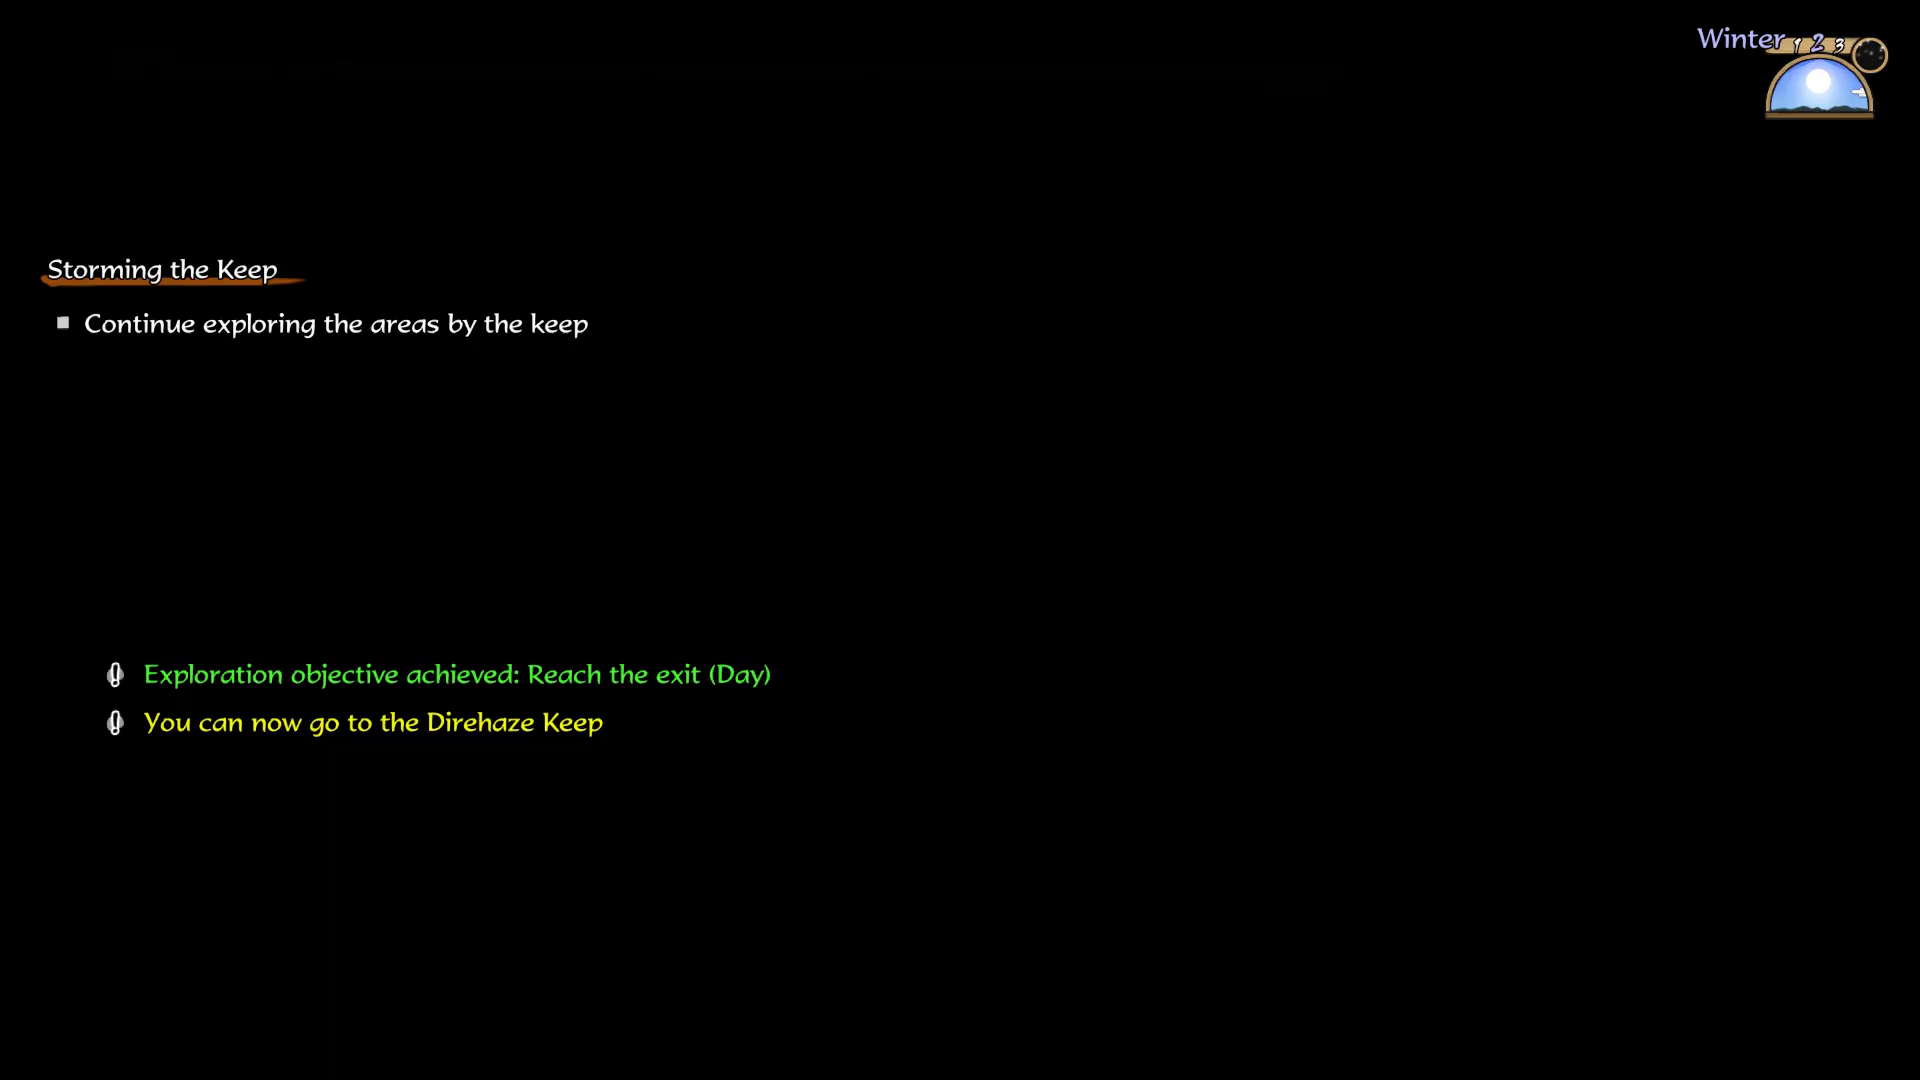 Winter 1 2 3
Storming the Keep
Continue exploring the areas by the keep
Exploration objective achieved: Reach the exit (Day)
You can now go to the Direhaze Keep